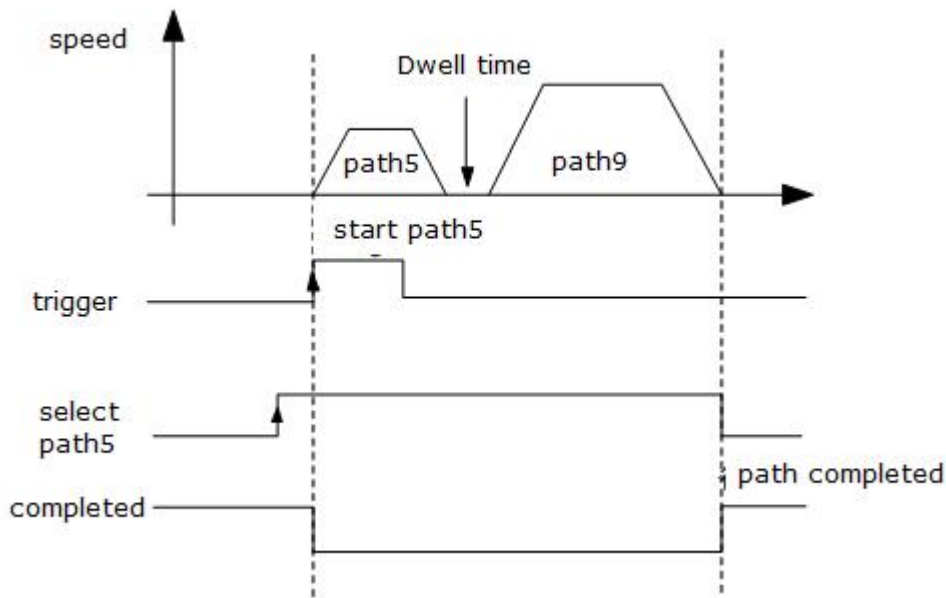 speed
Dwell time
path5
path9
start path5
trigger
select
path5
path completed
completed